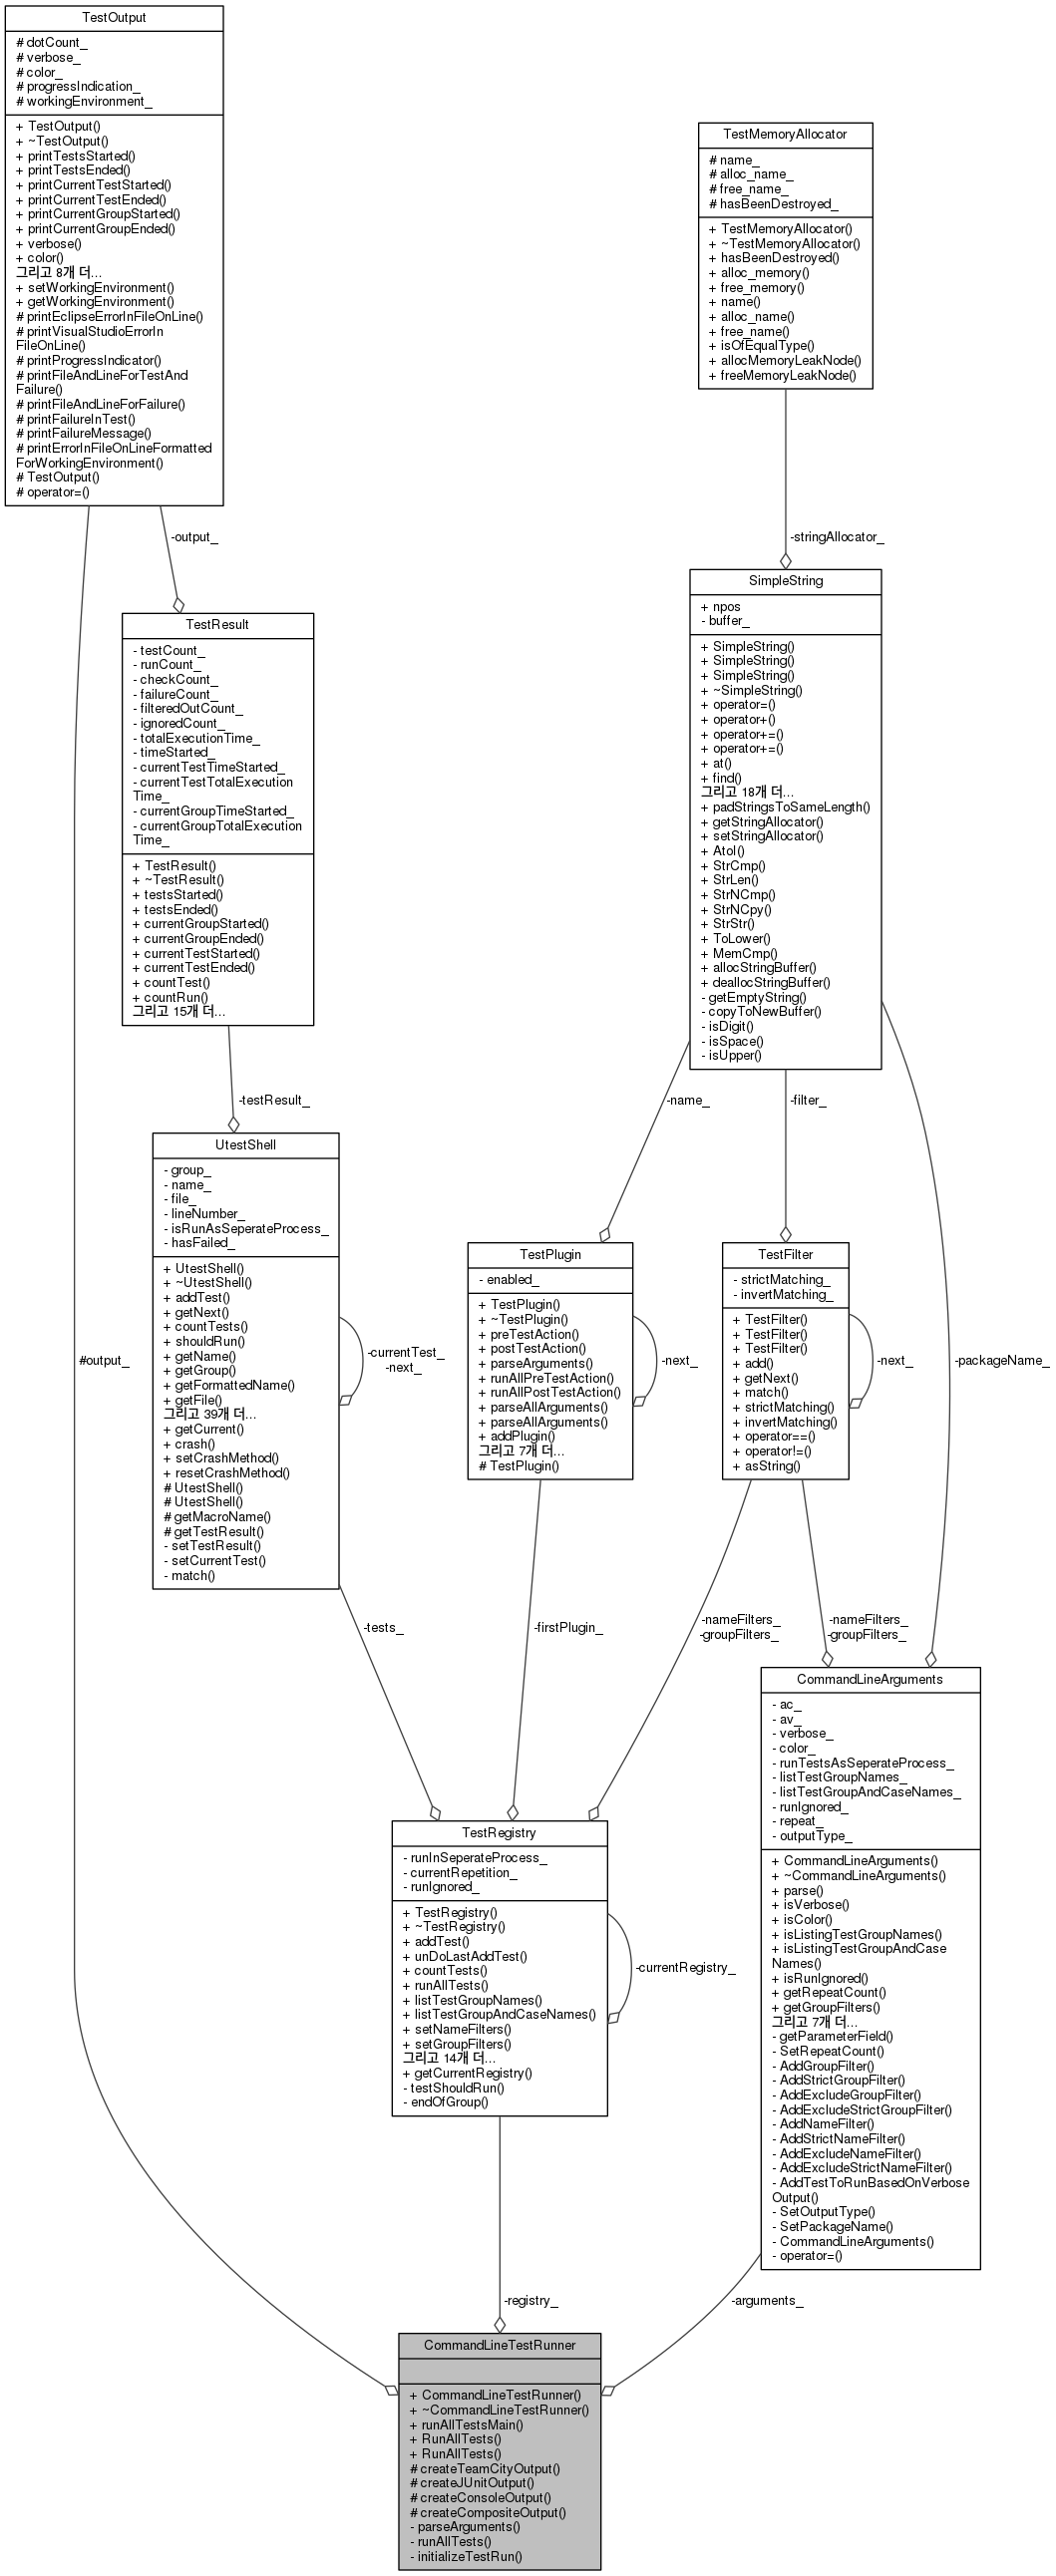 TestOutput
# dotCount_
# verbose_
# color_
# progressIndication_
# workingEnvironment_
+ TestOutput()
+ ~TestOutput()
+ printTestsStarted()
+ printTestsEnded()
+ printCurrentTestStarted()
+ printCurrentTestEnded()
+ printCurrentGroupStarted()
+ printCurrentGroupEnded()
+ verbose()
+ color()
그리고 8개 더...
+ setWorkingEnvironment()
+ getWorkingEnvironment()
# printEclipseErrorInFileOnLine()
# printVisualStudioErrorIn
FileOnLine()
# printProgressIndicator()
# printFileAndLineForTestAnd
Failure()
# printFileAndLineForFailure()
# printFailureInTest()
# printFailureMessage()
# printErrorInFileOnLineFormatted
ForWorkingEnvironment()
# TestOutput()
# operator=()
TestMemoryAllocator
# name_
# alloc_name_
# free_name_
# hasBeenDestroyed_
+ TestMemoryAllocator()
+ ~TestMemoryAllocator()
+ hasBeenDestroyed()
+ alloc_memory()
+ free_memory()
+ name()
+ alloc_name()
+ free_name()
+ isOfEqualType()
+ allocMemoryLeakNode()
+ freeMemoryLeakNode()
-output_
-stringAllocator_
TestResult
- testCount_
- runCount_
- checkCount_
- failureCount_
- filteredOutCount_
- ignoredCount_
- totalExecutionTime_
- timeStarted_
- currentTestTimeStarted_
- currentTestTotalExecution
Time_
- currentGroupTimeStarted_
- currentGroupTotalExecution
Time_
+ TestResult()
+ ~TestResult()
+ testsStarted()
+ testsEnded()
+ currentGroupStarted()
+ currentGroupEnded()
+ currentTestStarted()
+ currentTestEnded()
+ countTest()
+ countRun()
그리고 15개 더...
SimpleString
+ npos
- buffer_
+ SimpleString()
+ SimpleString()
+ SimpleString()
+ ~SimpleString()
+ operator=()
+ operator+()
+ operator+=()
+ operator+=()
+ at()
+ find()
그리고 18개 더...
+ padStringsToSameLength()
+ getStringAllocator()
+ setStringAllocator()
+ AtoI()
+ StrCmp()
+ StrLen()
+ StrNCmp()
+ StrNCpy()
+ StrStr()
+ ToLower()
+ MemCmp()
+ allocStringBuffer()
+ deallocStringBuffer()
- getEmptyString()
- copyToNewBuffer()
- isDigit()
- isSpace()
- isUpper()
-testResult_
-name_
-filter_
UtestShell
- group_
- name_
- file_
- lineNumber_
- isRunAsSeperateProcess_
- hasFailed_
+ UtestShell()
+ ~UtestShell()
+ addTest()
+ getNext()
+ countTests()
+ shouldRun()
+ getName()
+ getGroup()
+ getFormattedName()
+ getFile()
그리고 39개 더...
+ getCurrent()
+ crash()
+ setCrashMethod()
+ resetCrashMethod()
# UtestShell()
# UtestShell()
# getMacroName()
# getTestResult()
- setTestResult()
- setCurrentTest()
- match()
-currentTest_
-next_
TestPlugin
- enabled_
+ TestPlugin()
+ ~TestPlugin()
+ preTestAction()
+ postTestAction()
+ parseArguments()
+ runAllPreTestAction()
+ runAllPostTestAction()
+ parseAllArguments()
+ parseAllArguments()
+ addPlugin()
그리고 7개 더...
# TestPlugin()
-next_
TestFilter
- strictMatching_
- invertMatching_
+ TestFilter()
+ TestFilter()
+ TestFilter()
+ add()
+ getNext()
+ match()
+ strictMatching()
+ invertMatching()
+ operator==()
+ operator!=()
+ asString()
-next_
-packageName_
#output_
-tests_
-firstPlugin_
-nameFilters_
-groupFilters_
-nameFilters_
-groupFilters_
CommandLineArguments
- ac_
- av_
- verbose_
- color_
- runTestsAsSeperateProcess_
- listTestGroupNames_
- listTestGroupAndCaseNames_
- runIgnored_
- repeat_
- outputType_
+ CommandLineArguments()
+ ~CommandLineArguments()
+ parse()
+ isVerbose()
+ isColor()
+ isListingTestGroupNames()
+ isListingTestGroupAndCase
Names()
+ isRunIgnored()
+ getRepeatCount()
+ getGroupFilters()
그리고 7개 더...
- getParameterField()
- SetRepeatCount()
- AddGroupFilter()
- AddStrictGroupFilter()
- AddExcludeGroupFilter()
- AddExcludeStrictGroupFilter()
- AddNameFilter()
- AddStrictNameFilter()
- AddExcludeNameFilter()
- AddExcludeStrictNameFilter()
- AddTestToRunBasedOnVerbose
Output()
- SetOutputType()
- SetPackageName()
- CommandLineArguments()
- operator=()
TestRegistry
- runInSeperateProcess_
- currentRepetition_
- runIgnored_
+ TestRegistry()
+ ~TestRegistry()
+ addTest()
+ unDoLastAddTest()
+ countTests()
+ runAllTests()
+ listTestGroupNames()
+ listTestGroupAndCaseNames()
+ setNameFilters()
+ setGroupFilters()
그리고 14개 더...
+ getCurrentRegistry()
- testShouldRun()
- endOfGroup()
-currentRegistry_
-registry_
-arguments_
CommandLineTestRunner
+ CommandLineTestRunner()
+ ~CommandLineTestRunner()
+ runAllTestsMain()
+ RunAllTests()
+ RunAllTests()
# createTeamCityOutput()
# createJUnitOutput()
# createConsoleOutput()
# createCompositeOutput()
- parseArguments()
- runAllTests()
- initializeTestRun()